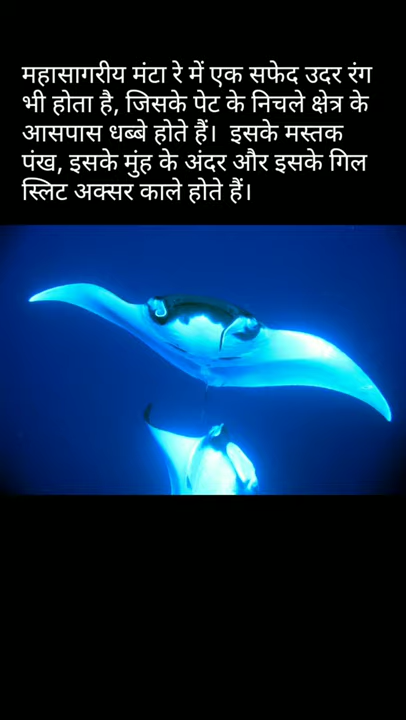 महासागरीय मंटा रे में एक सफेद उदर रंग
भी होता है, जिसके पेट के निचले क्षेत्र के
आसपास धब्बे होते हैं।  इसके मस्तक
पंख, इसके मुंह के अंदर और इसके गिल
स्लिट अक्सर काले होते हैं।